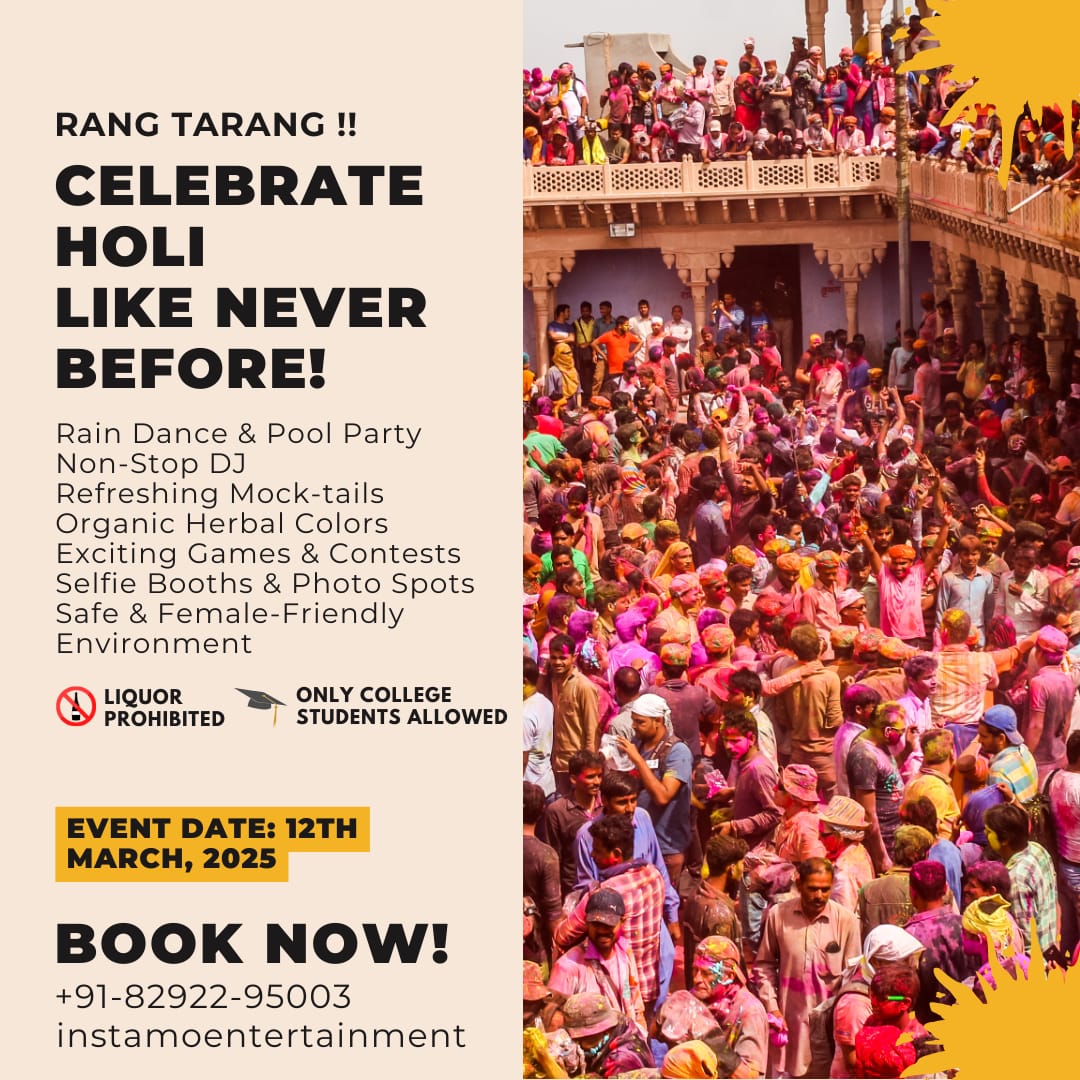 RANG TARANG !!
CELEBRATE
HOLI
LIKE NEVER
BEFORE!
Rain Dance & Pool Party
Non-Stop DJ
Refreshing Mock-tails
Organic Herbal Colors
Exciting Games & Contests
Selfie Booths & Photo Spots
Safe & Female-Friendly
Environment
LIQUOR
PROHIBITED
ONLY COLLEGE
STUDENTS ALLOWED
EVENT DATE: 12TH
MARCH, 2025
BOOK NOW!
+91-82922-95003
instamoentertainment